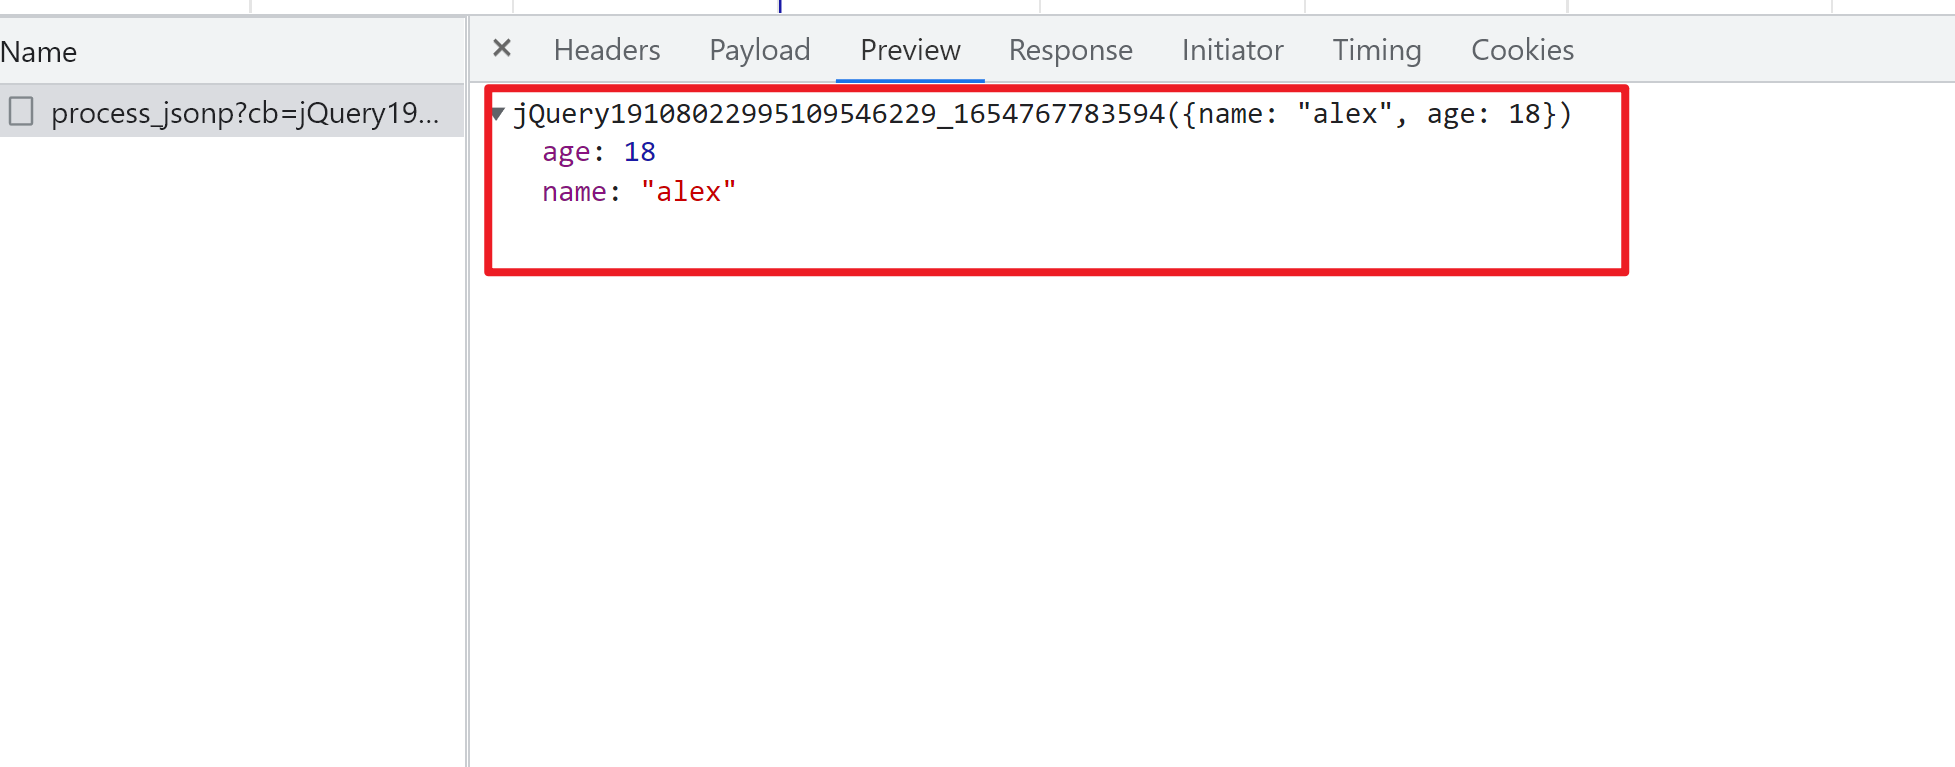 Name
✕ Headers Payload Preview Response Initiator Timing Cookies
process_jsonp?cb=jQuery19...
▼jQuery19108022995109546229_1654767783594({name: "alex", age: 18})
age: 18
name: "alex"